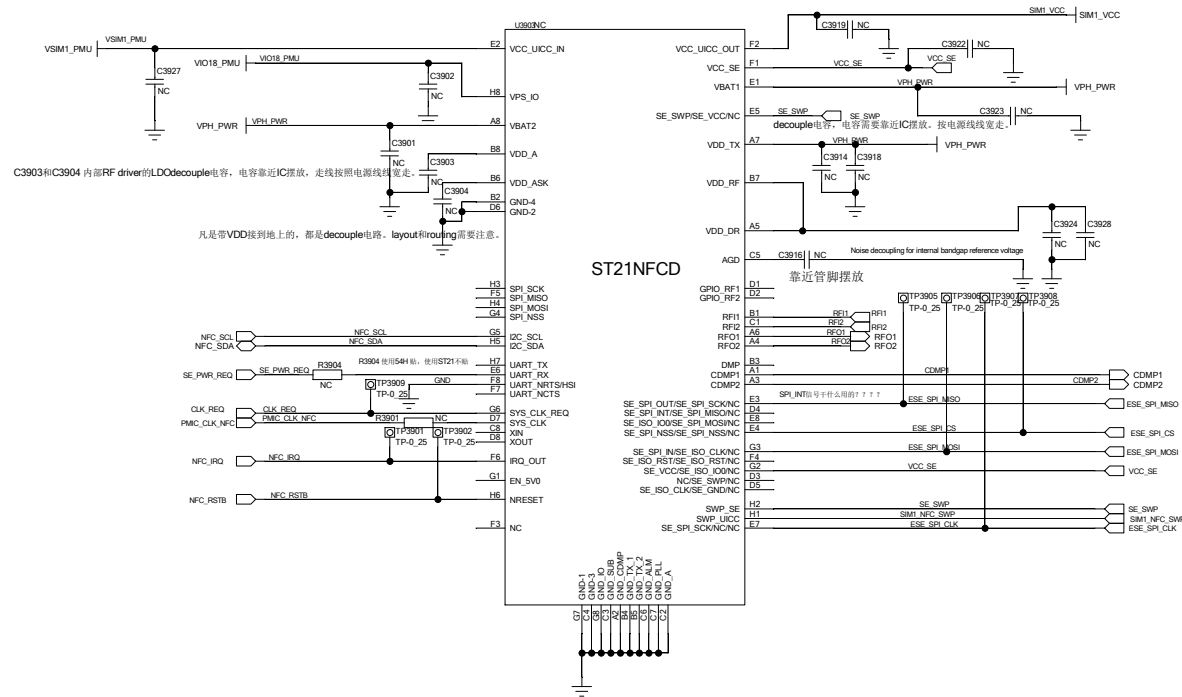 U3903NC
ST21NFCD
VSIM1_PMU
VSIM1_PMU
E2
VCC_UICC_IN
C3927
NC
VIO18_PMU
VIO18_PMU
C3902
NC
H8
VPS_IO
VPH_PWR
VPH_PWR
A8
VBAT2
C3901
NC
B8
VDD_A
C3903
NC
C3903和C3904 内部RF driver的LDOdecouple电容，电容靠近IC摆放，走线按照电源线线宽走。
B6
VDD_ASK
C3904
NC
B2
GND-4
D6
GND-2
凡是带VDD接到地上的，都是decouple电路。layout和routing需要注意。
H3
SPI_SCK
F5
SPI_MISO
H4
SPI_MOSI
G4
SPI_NSS
NFC_SCL
NFC_SCL
G5
I2C_SCL
NFC_SDA
NFC_SDA
H5
I2C_SDA
R3904 使用54H 贴，使用ST21不贴
H7
UART_TX
SE_PWR_REQ
SE_PWR_REQ
R3904
NC
E6
UART_RX
GND
F8
UART_NRTS/HSI
F7
UART_NCTS
TP3909
TP-0_25
CLK_REQ
CLK_REQ
G6
SYS_CLK_REQ
PMIC_CLK_NFC
PMIC_CLK_NFC
R3901
NC
D7
SYS_CLK
C8
XIN
D8
XOUT
TP3901
TP-0_25
TP3902
TP-0_25
NFC_IRQ
NFC_IRQ
F6
IRQ_OUT
G1
EN_5V0
NFC_RSTB
NFC_RSTB
H6
NRESET
F3
NC
SIM1_VCC
SIM1_VCC
C3919
NC
VCC_UICC_OUT
F2
C3922
NC
VCC_SE
F1
VCC_SE
VCC_SE
VBAT1
E1
VPH_PWR
VPH_PWR
C3923
NC
SE_SWP/SE_VCC/NC
E5
SE_SWP
SE_SWP
decouple电容，电容需要靠近IC摆放。按电源线线宽走。
VDD_TX
A7
VPH_PWR
VPH_PWR
C3914
NC
C3918
NC
VDD_RF
B7
VDD_DR
A5
C3924
NC
C3928
NC
AGD
C5
C3916
NC
Noise decoupling for internal bandgap reference voltage
靠近管脚摆放
GPIO_RF1
D1
GPIO_RF2
D2
TP3905
TP-0_25
TP3906
TP-0_25
TP3907
TP-0_25
TP3908
TP-0_25
RFI1
B1
RFI1
RFI1
RFI2
C1
RFI2
RFI2
RFO1
A6
RFO1
RFO1
RFO2
A4
RFO2
RFO2
DMP
B3
CDMP1
A1
CDMP1
CDMP1
CDMP2
A3
CDMP2
CDMP2
SPI_INT信号干什么用的？？？？
SE_SPI_OUT/SE_SPI_SCK/NC
E3
ESE_SPI_MISO
ESE_SPI_MISO
SE_SPI_INT/SE_SPI_MISO/NC
D4
SE_ISO_IO0/SE_SPI_MOSI/NC
E8
SE_SPI_NSS/SE_SPI_NSS/NC
E4
ESE_SPI_CS
ESE_SPI_CS
SE_SPI_IN/SE_ISO_CLK/NC
G3
ESE_SPI_MOSI
ESE_SPI_MOSI
SE_ISO_RST/SE_ISO_RST/NC
F4
SE_VCC/SE_ISO_IO0/NC
G2
VCC_SE
VCC_SE
NC/SE_SWP/NC
D3
SE_ISO_CLK/SE_GND/NC
D5
SWP_SE
H2
SE_SWP
SE_SWP
SWP_UICC
H1
SIM1_NFC_SWP
SIM1_NFC_SWP
SE_SPI_SCK/NC/NC
E7
ESE_SPI_CLK
ESE_SPI_CLK
GND-1
GND-3
GND_IO
GND_SUB
GND_CDMP
GND_TX_1
GND_TX_2
GND_ALM
GND_PLL
GND_A
G7
C4
G8
C3
A2
B4
B5
C6
C7
C2